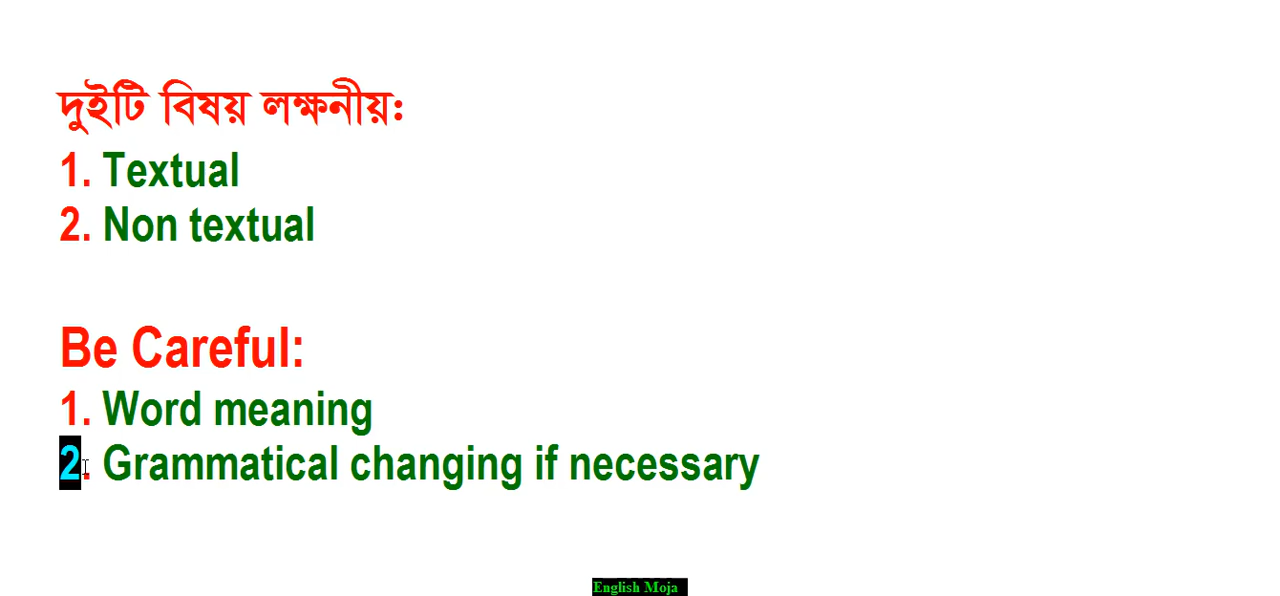 দুইটি বিষয় লক্ষনীয়ঃ
1. Textual
2. Non textual
Be Careful:
1. Word meaning
2. Grammatical changing if necessary
English Moja